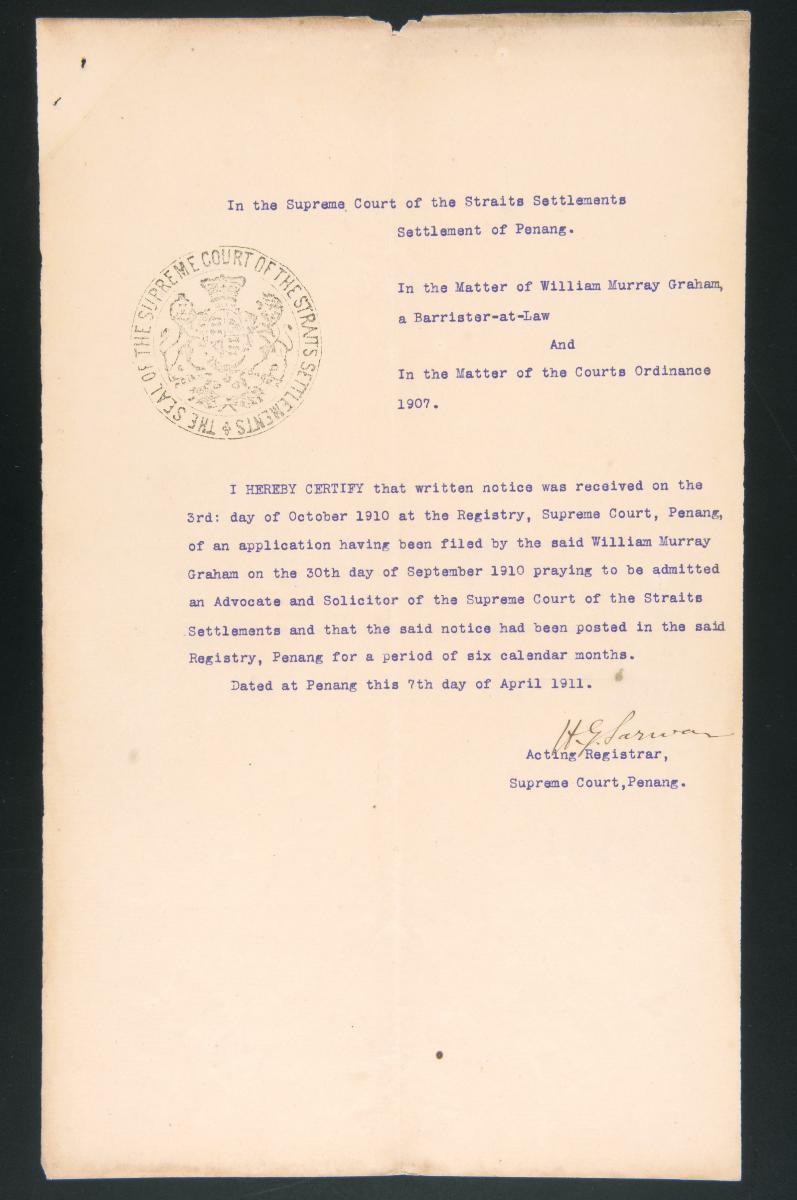 In the Supreme Court of the Straits Settlements
Settlement of Penang.
THE SEAL OF THE SUPREME COURT OF THE STRAITS SETTLEMENTS
In the Matter of William Murray Graham,
a Barrister-at-Law
And
In the Matter of the Courts Ordinance
1907.
I HEREBY CERTIFY that written notice was received on the
3rd: day of October 1910 at the Registry, Supreme Court, Penang,
of an application having been filed by the said William Murray
Graham on the 30th day of September 1910 praying to be admitted
an Advocate and Solicitor of the Supreme Court of the Straits
Settlements and that the said notice had been posted in the said
Registry, Penang for a period of six calendar months.
Dated at Penang this 7th day of April 1911.
H.G. Sarwar
Acting Registrar,
Supreme Court,Penang.